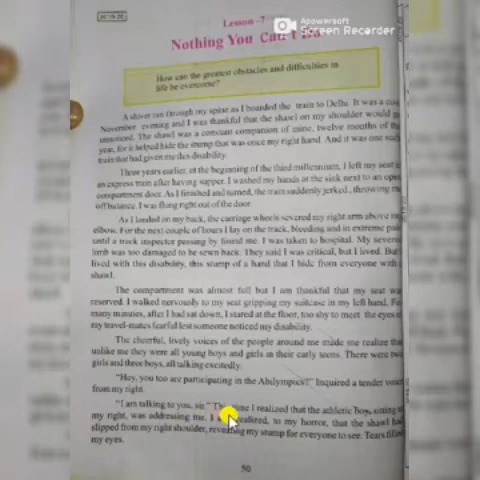 Apowersoft
Screen Recorder
Lesson -7
Nothing You Can't
How can the greatest obstacles and difficulties in
life be overcome?
A shiver ran through my spine as I boarded the train to Delhi. It was a
November evening and I was thankful that the shawl on my shoulder would
unnoticed. The shawl was a constant companion of mine, twelve months of
year, for it helped hide the stump that was once my right hand. And it was one
train that had given me this disability.
Three years earlier, at the beginning of the third millennium, I left my seat
an express train after having supper. I washed my hands at the sink next to an open
compartment door. As I finished and turned, the train suddenly jerked, throwing me
off balance. I was flung right out of the door.
As I landed on my back, the carriage wheels severed my right arm above
elbow. For the next couple of hours I lay on the track, bleeding and in extreme pain
until a track inspector passing by found me. I was taken to hospital. My severed
limb was too damaged to be sewn back. They said I was critical, but I lived. But
lived with this disability, this stump of a hand that I hide from everyone with
shawl.
The compartment was almost full but I am thankful that my seat was
reserved. I walked nervously to my seat gripping my suitcase in my left hand. For
many minutes, after I had sat down, I stared at the floor, too shy to meet the eyes
my travel-mates fearful lest someone noticed my disability.
The cheerful, lively voices of the people around me made me realize that
unlike me they were all young boys and girls in their early teens. There were two
girls and three boys, all talking excitedly.
"Hey, you too are participating in the Abilympics?" Inquired a tender voice
from my right.
"I am talking to you, sir." time I realized that the athletic boy, sitting
my right, was addressing me. I realized, to my horror, that the shawl had
slipped from my right shoulder, revealing my stump for everyone to see. Tears filled
my eyes.
50